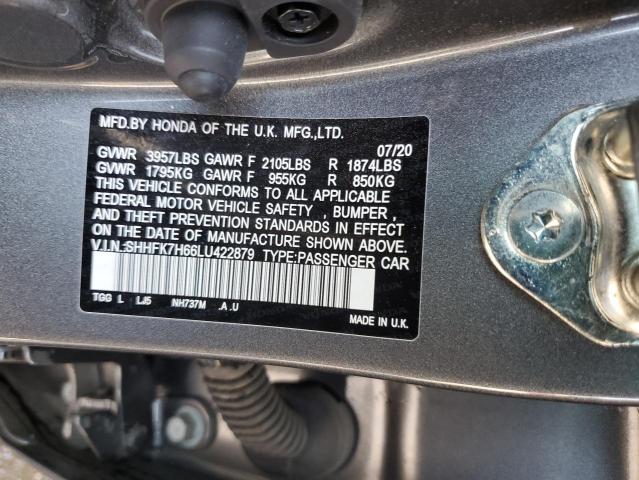 MFD.BY HONDA OF THE U.K. MFG.,LTD.
07/20
GVWR 3957LBS GAWR F 2105LBS R 1874LBS
GVWR 1795KG GAWR F 955KG R 850KG
THIS VEHICLE CONFORMS TO ALL APPLICABLE
FEDERAL MOTOR VEHICLE SAFETY , BUMPER ,
AND THEFT PREVENTION STANDARDS IN EFFECT
ON THE DATE OF MANUFACTURE SHOWN ABOVE.
V.I.N.:SHHFK7H66LU422879 TYPE:PASSENGER CAR
TGG L LJ5 NH737M .A .U
MADE IN U.K.